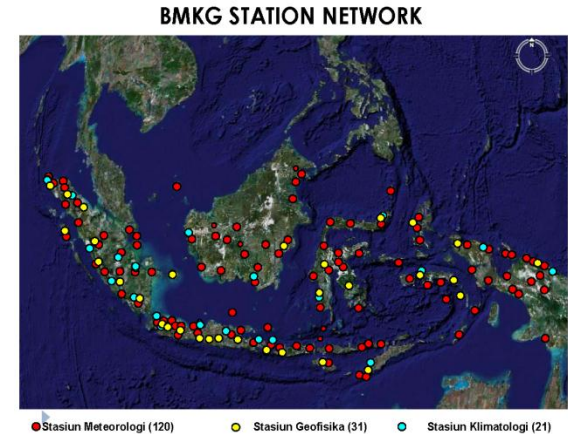 BMKG STATION NETWORK
N
Stasiun Meteorologi (120) Stasiun Geofisika (31) Stasiun Klimatologi (21)